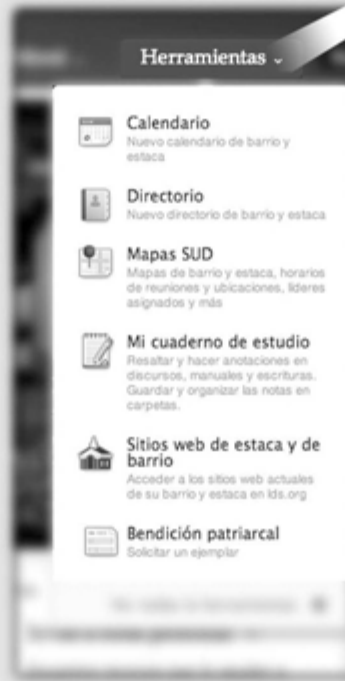 Herramientas
Calendario
Nuevo calendario de barrio y
estaca
Directorio
Nuevo directorio de barrio y estaca
Mapas SUD
Mapas de barrio y estaca, horarios
de reuniones y ubicaciones, líderes
asignados y más
Mi cuaderno de estudio
Resaltar y hacer anotaciones en
discursos, manuales y escrituras.
Guardar y organizar las notas en
carpetas.
Sitios web de estaca y de
barrio
Acceder a los sitios web actuales
de su barrio y estaca en lds.org
Bendición patriarcal
Solicitar un ejemplar